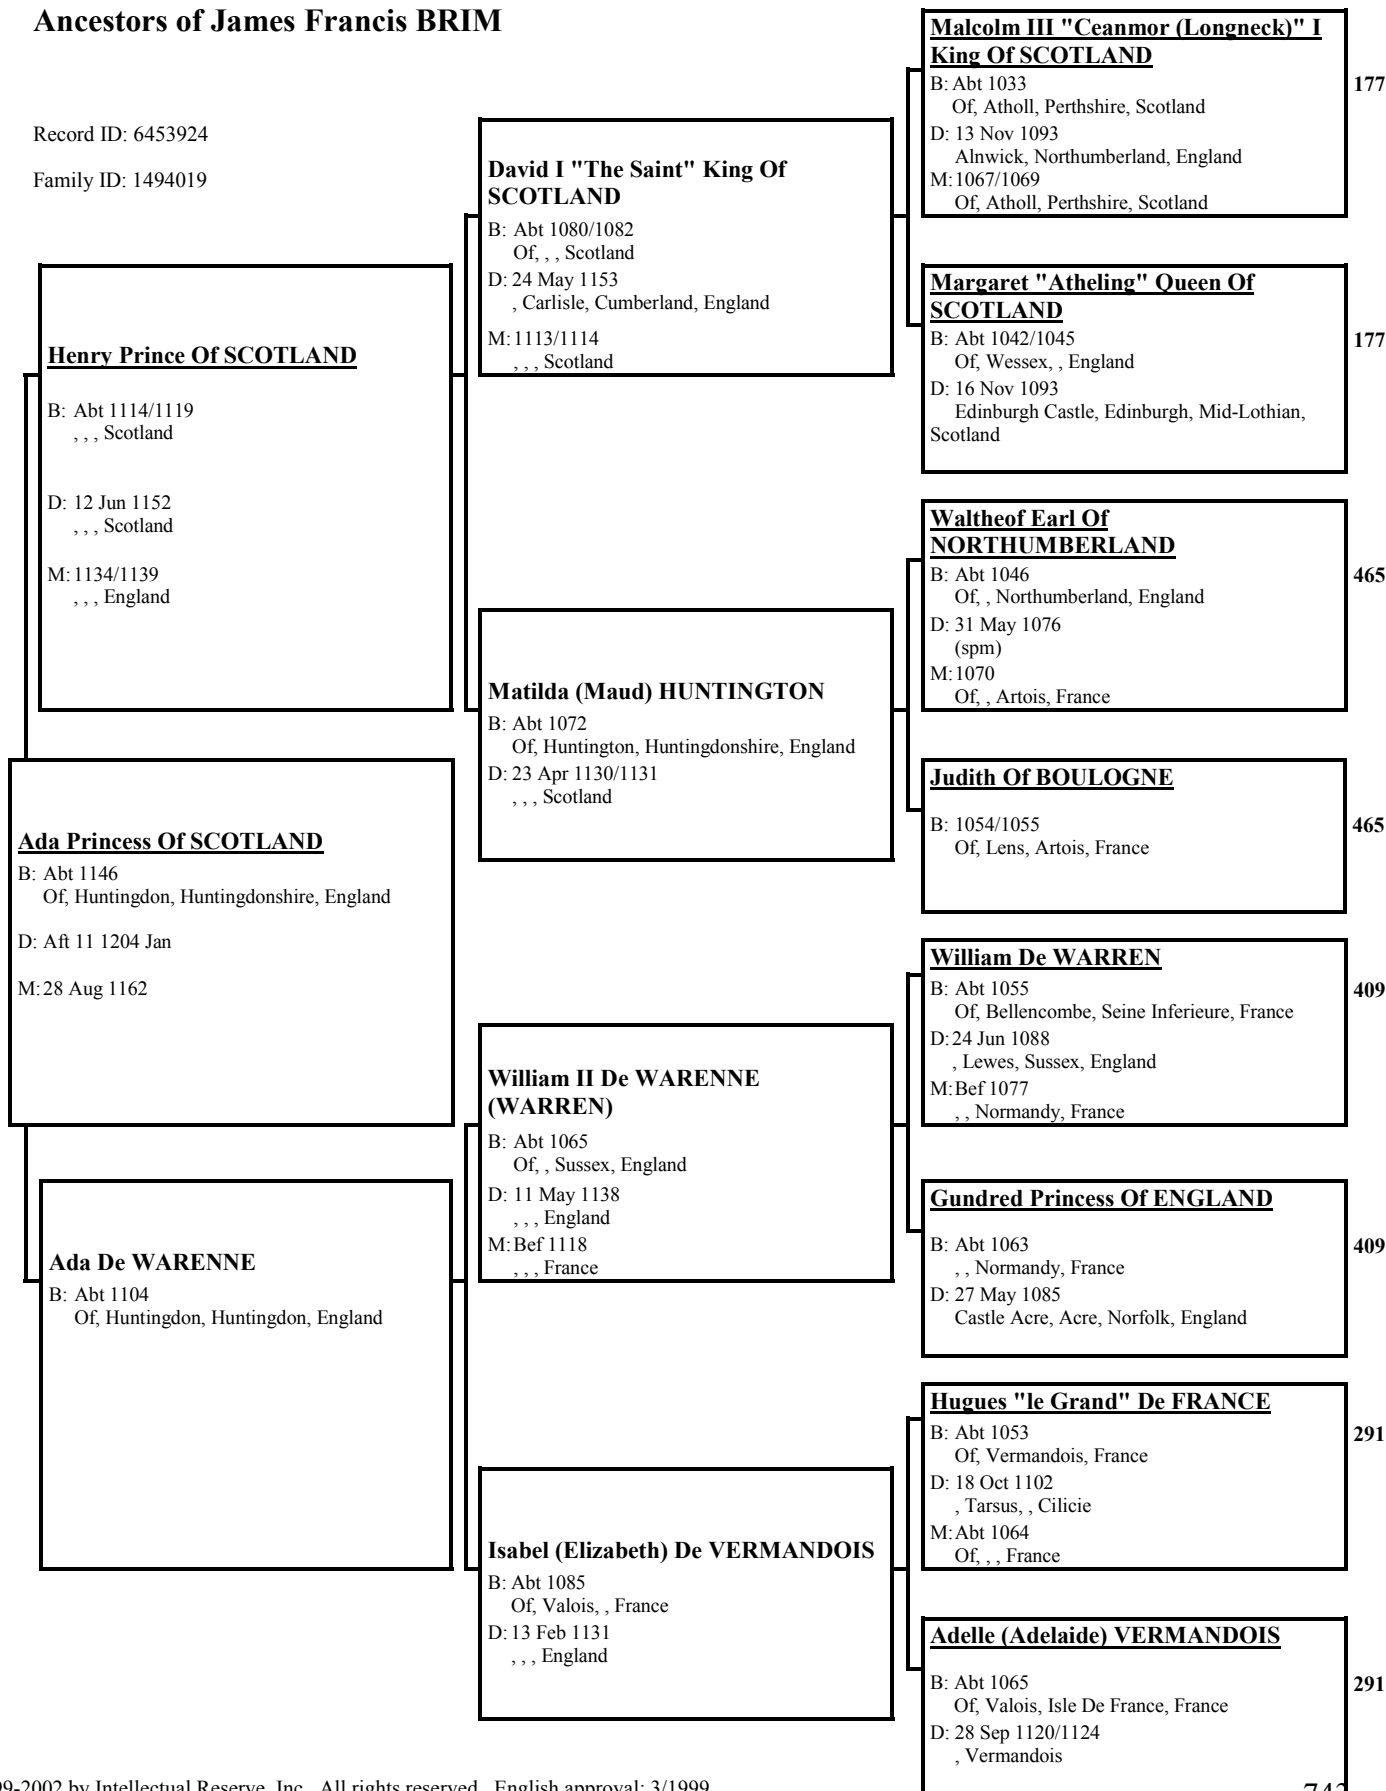 Ancestors of James Francis BRIM
Record ID: 6453924
Family ID: 1494019
Henry Prince Of SCOTLAND
B: Abt 1114/1119
, , , Scotland
D: 12 Jun 1152
, , , Scotland
M: 1134/1139
, , , England
Ada Princess Of SCOTLAND
B: Abt 1146
Of, Huntingdon, Huntingdonshire, England
D: Aft 11 1204 Jan
M: 28 Aug 1162
Ada De WARENNE
B: Abt 1104
Of, Huntingdon, Huntingdon, England
David I "The Saint" King Of
SCOTLAND
B: Abt 1080/1082
Of, , , Scotland
D: 24 May 1153
, Carlisle, Cumberland, England
M: 1113/1114
, , , Scotland
Matilda (Maud) HUNTINGTON
B: Abt 1072
Of, Huntington, Huntingdonshire, England
D: 23 Apr 1130/1131
, , , Scotland
William II De WARENNE
(WARREN)
B: Abt 1065
Of, , Sussex, England
D: 11 May 1138
, , , England
M: Bef 1118
, , , France
Isabel (Elizabeth) De VERMANDOIS
B: Abt 1085
Of, Valois, , France
D: 13 Feb 1131
, , , England
Malcolm III "Ceanmor (Longneck)" I
King Of SCOTLAND
B: Abt 1033
177
Of, Atholl, Perthshire, Scotland
D: 13 Nov 1093
Alnwick, Northumberland, England
M: 1067/1069
Of, Atholl, Perthshire, Scotland
Margaret "Atheling" Queen Of
SCOTLAND
B: Abt 1042/1045
177
Of, Wessex, , England
D: 16 Nov 1093
Edinburgh Castle, Edinburgh, Mid-Lothian,
Scotland
Waltheof Earl Of
NORTHUMBERLAND
B: Abt 1046
465
Of, , Northumberland, England
D: 31 May 1076
(spm)
M: 1070
Of, , Artois, France
Judith Of BOULOGNE
B: 1054/1055
465
Of, Lens, Artois, France
William De WARREN
B: Abt 1055
409
Of, Bellencombe, Seine Inferieure, France
D: 24 Jun 1088
, Lewes, Sussex, England
M: Bef 1077
, , Normandy, France
Gundred Princess Of ENGLAND
B: Abt 1063
409
, , Normandy, France
D: 27 May 1085
Castle Acre, Acre, Norfolk, England
Hugues "le Grand" De FRANCE
B: Abt 1053
291
Of, Vermandois, France
D: 18 Oct 1102
, Tarsus, , Cilicie
M: Abt 1064
Of, , , France
Adelle (Adelaide) VERMANDOIS
B: Abt 1065
291
Of, Valois, Isle De France, France
D: 28 Sep 1120/1124
, Vermandois
99-2002 by Intellectual Reserve, Inc. All rights reserved. English approval: 3/1999